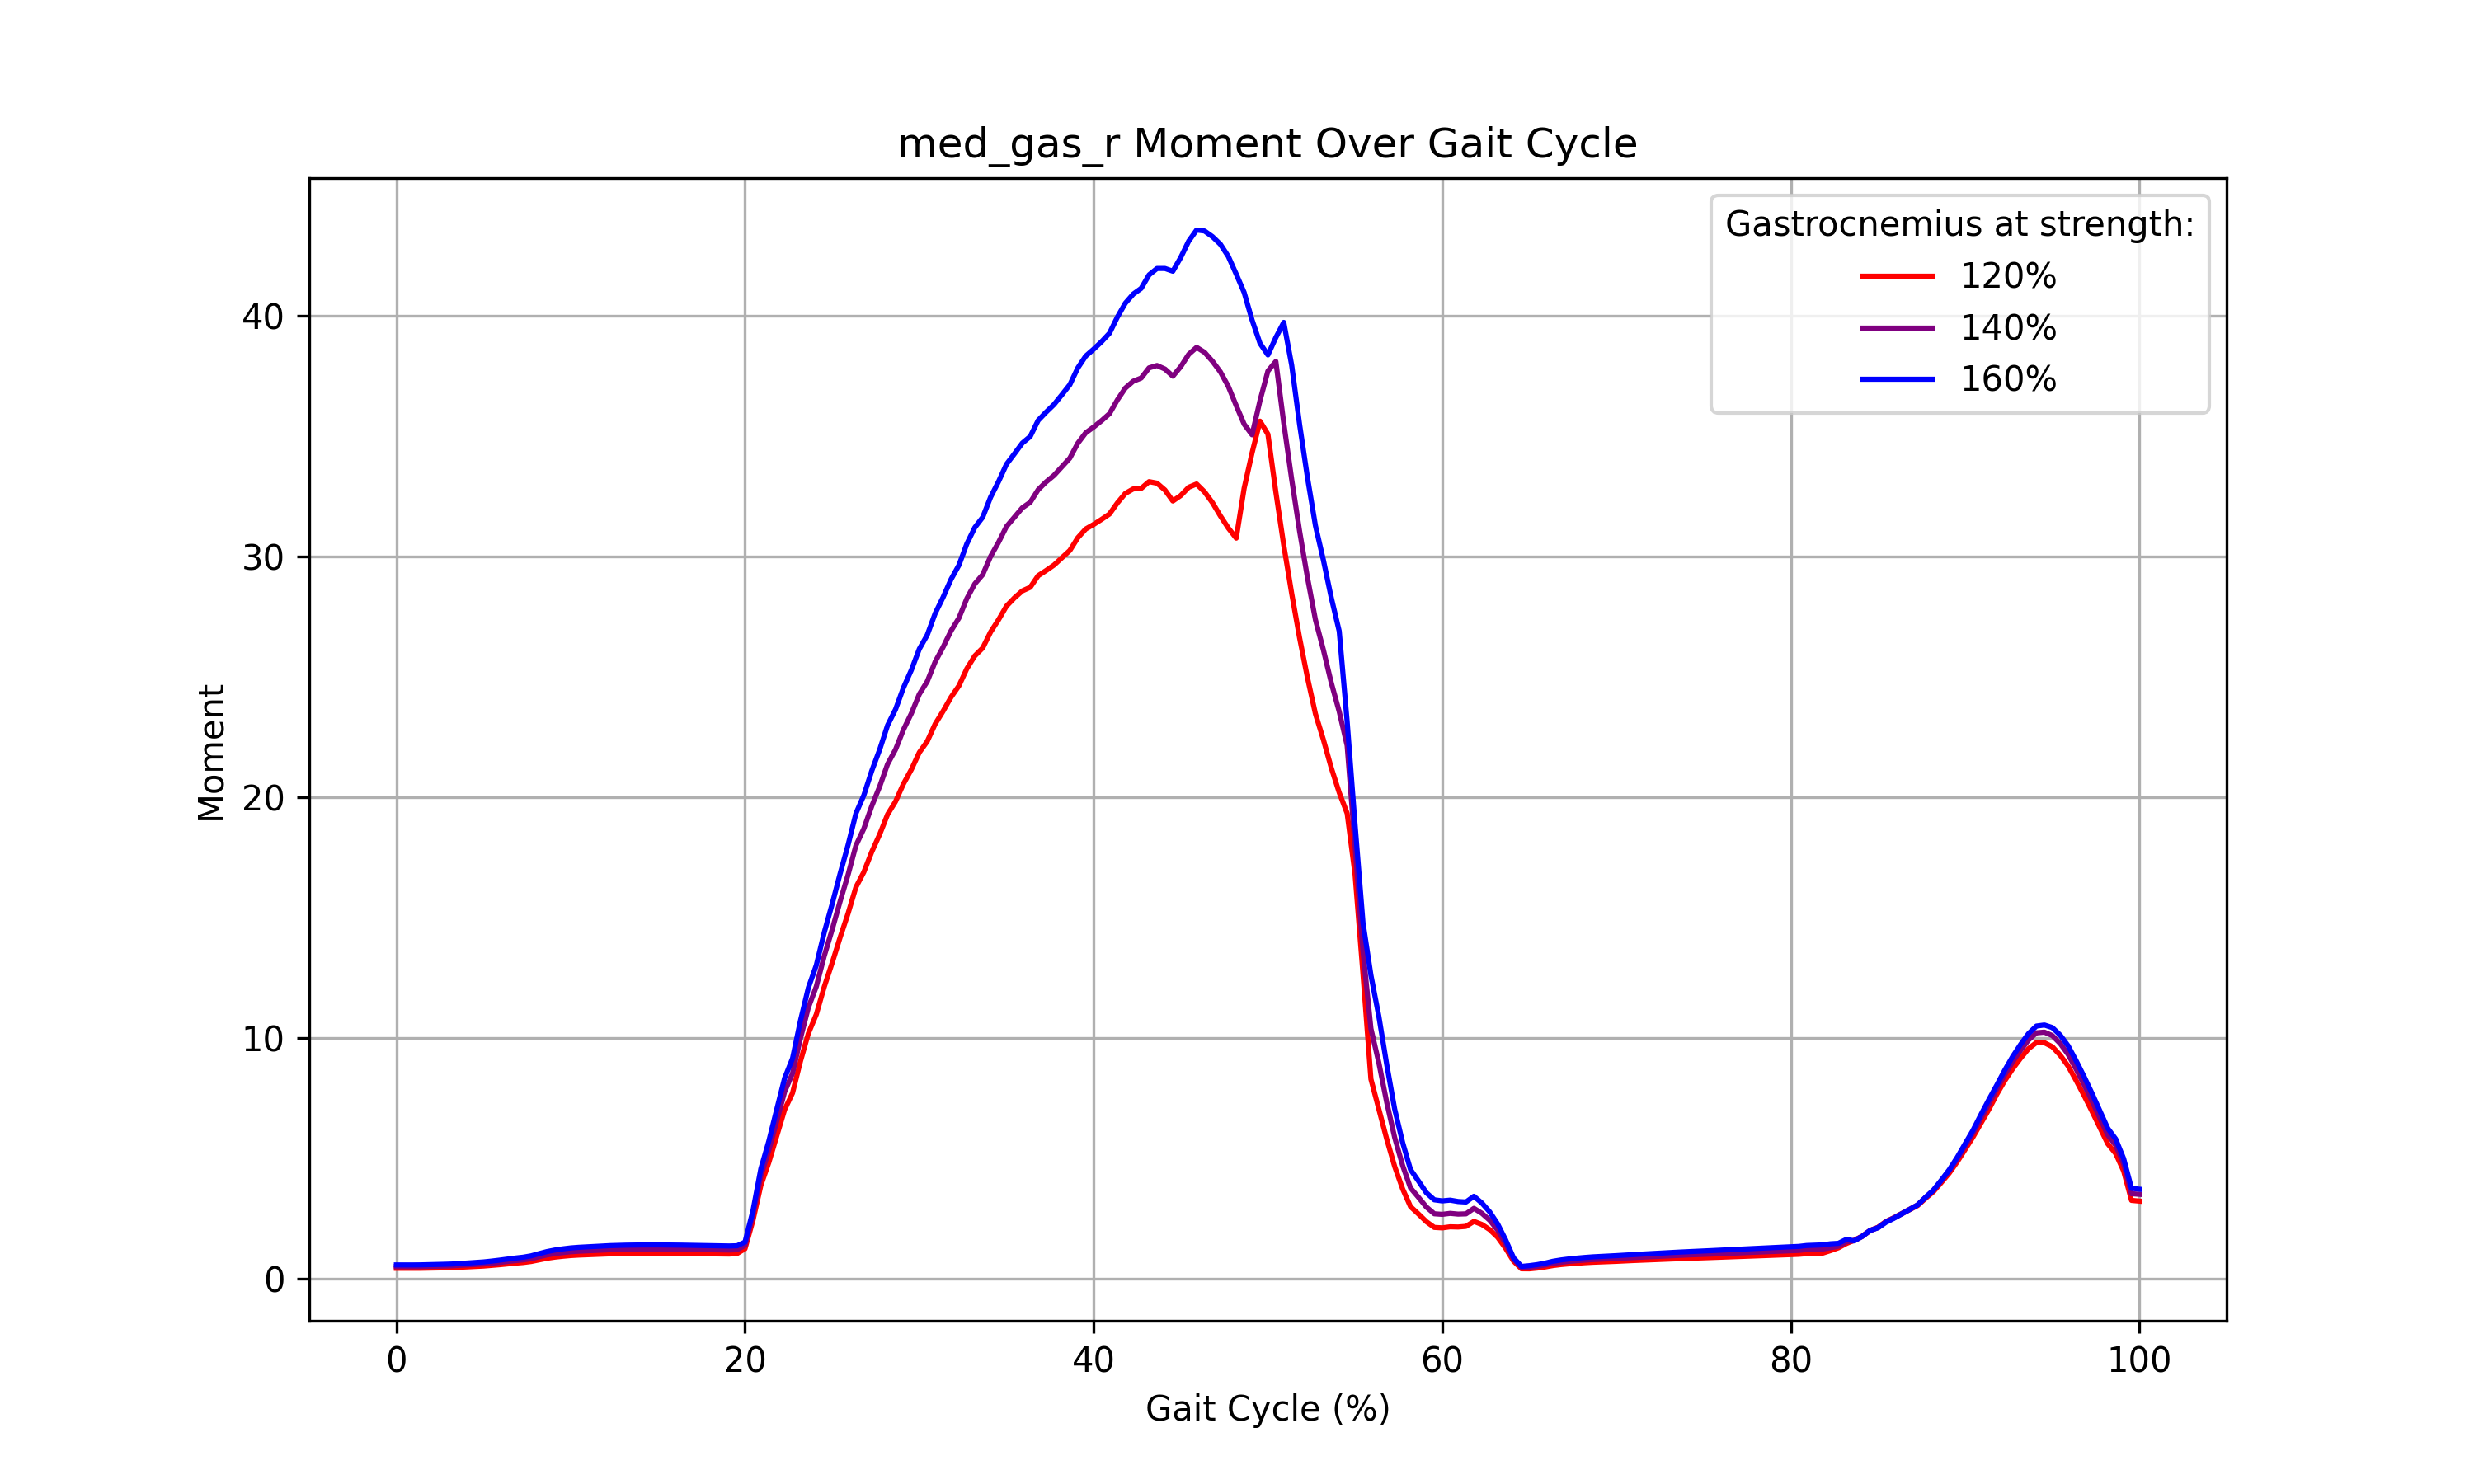 med_gas_r Moment Over Gait Cycle
Gastrocnemius at strength:
120%
140%
160%
Moment
40
30
20
10
0
0 20 40 60 80 100
Gait Cycle (%)